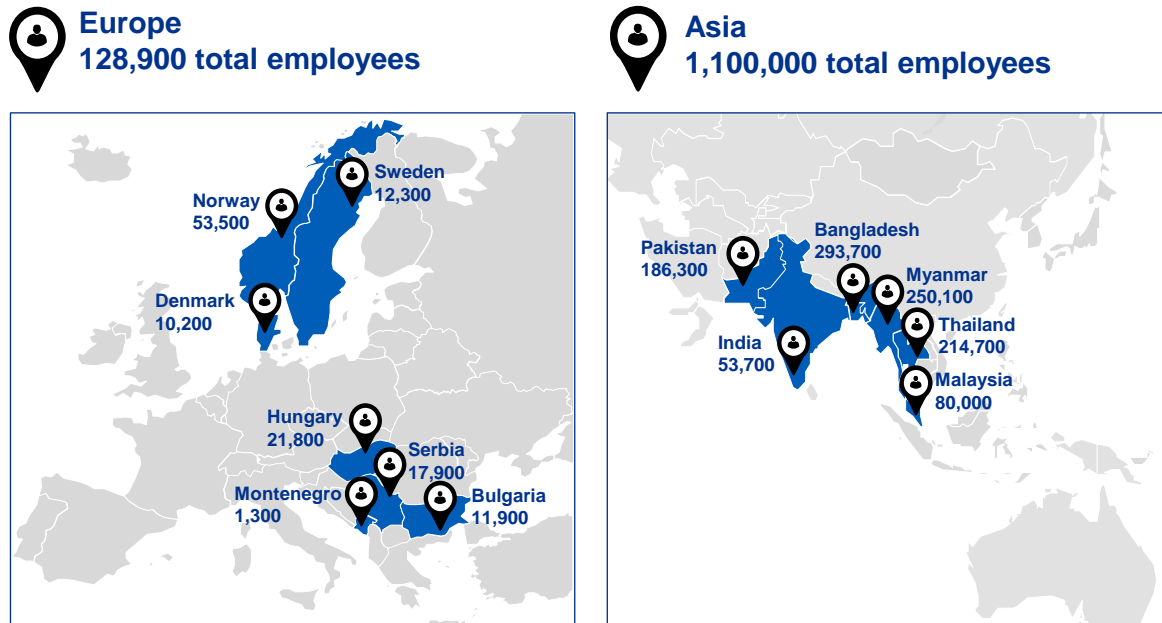 Europe
128,900 total employees
Asia
1,100,000 total employees
Sweden
12,300
Norway
53,500
Denmark
10,200
Hungary
21,800
Serbia
17,900
Montenegro
1,300
Bulgaria
11,900
Bangladesh
293,700
Pakistan
186,300
Myanmar
250,100
Thailand
214,700
India
53,700
Malaysia
80,000